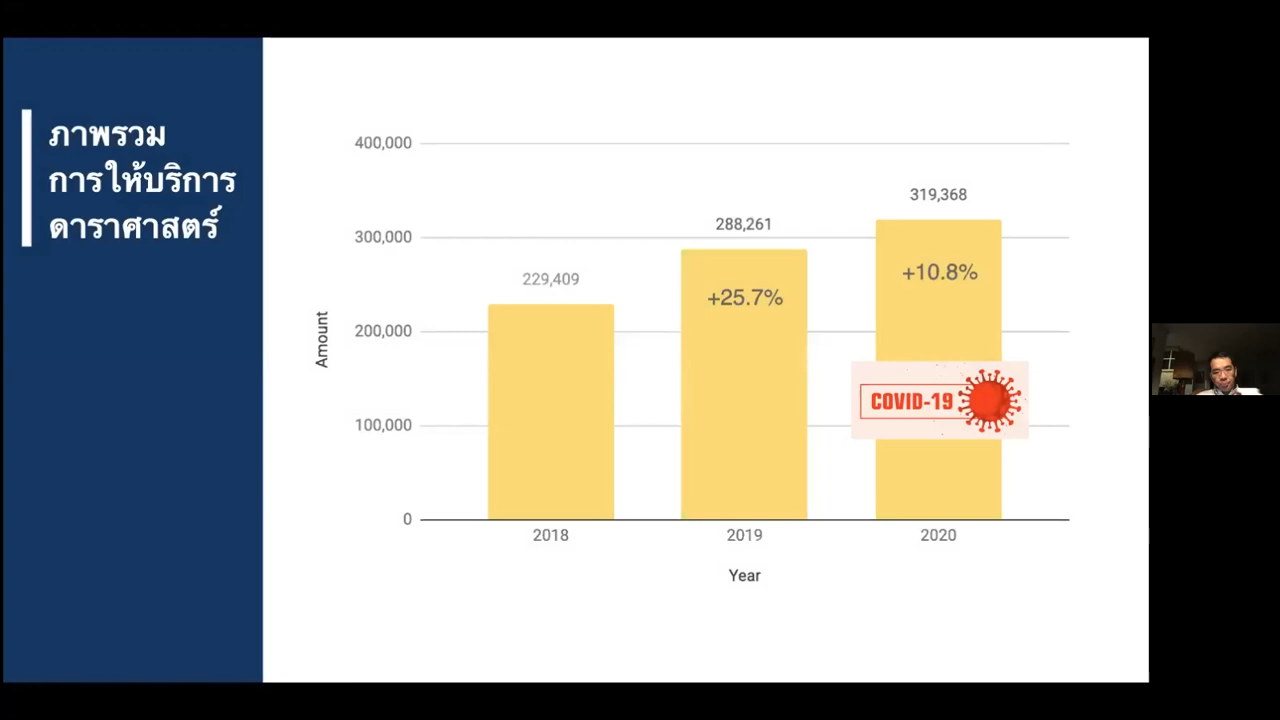 ภาพรวม
การให้บริการ
ดาราศาสตร์
400,000
300,000
200,000
100,000
0
Amount
229,409
288,261
319,368
+25.7%
+10.8%
COVID-19
2018
2019
2020
Year